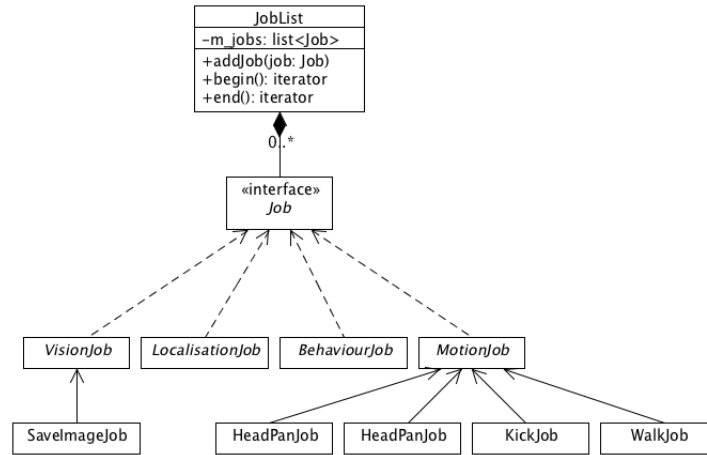 JobList
-m_jobs: list<Job>
+addJob(job: Job)
+begin(): iterator
+end(): iterator
0..*
«interface»
Job
VisionJob
LocalisationJob
BehaviourJob
MotionJob
SaveImageJob
HeadPanJob
HeadPanJob
KickJob
WalkJob